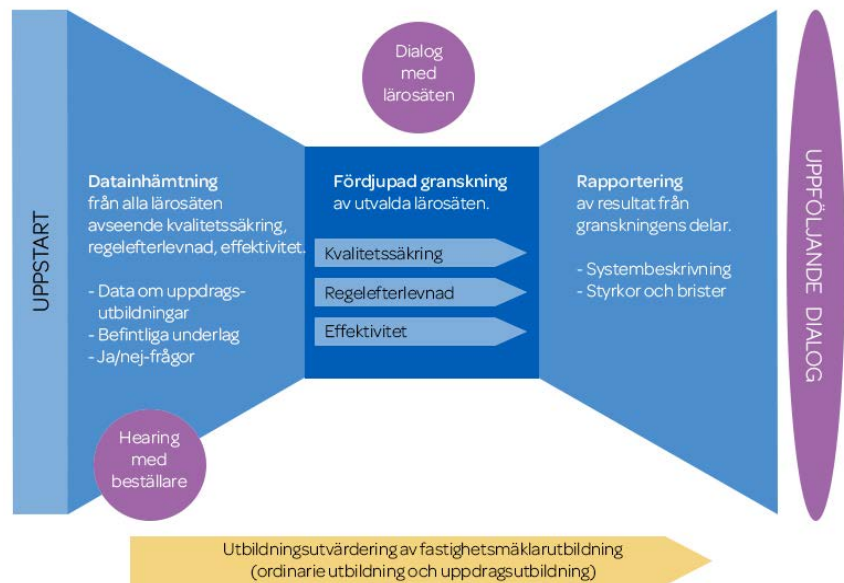 UPPSTART
Datainhämtning
från alla lärosäten
avseende kvalitetssäkring,
regelefterlevnad, effektivitet.
- Data om uppdrags-
utbildningar
- Befintliga underlag
- Ja/nej-frågor
Hearing
med
beställare
Dialog
med
lärosäten
Fördjupad granskning
av utvalda lärosäten.
Kvalitetssäkring
Regelefterlevnad
Effektivitet
Rapportering
av resultat från
granskningens delar.
- Systembeskrivning
- Styrkor och brister
UPPFÖLJANDE DIALOG
Utbildningsutvärdering av fastighetsmäklarutbildning
(ordinarie utbildning och uppdragsutbildning)